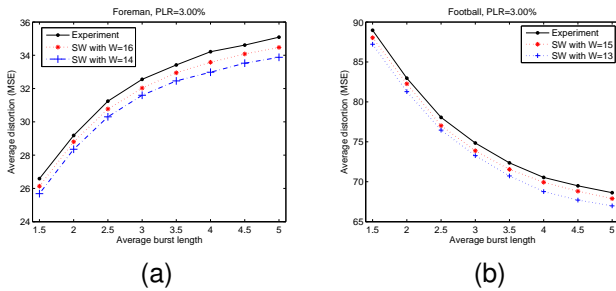 Foreman, PLR=3.00%
Experiment
SW with W=16
SW with W=14
Average distortion (MSE)
36
34
32
30
28
26
24
1.5 2 2.5 3 3.5 4 4.5 5
Average burst length
(a)
Football, PLR=3.00%
Experiment
SW with W=15
SW with W=13
Average distortion (MSE)
90
85
80
75
70
65
60
1.5 2 2.5 3 3.5 4 4.5 5
Average burst length
(b)